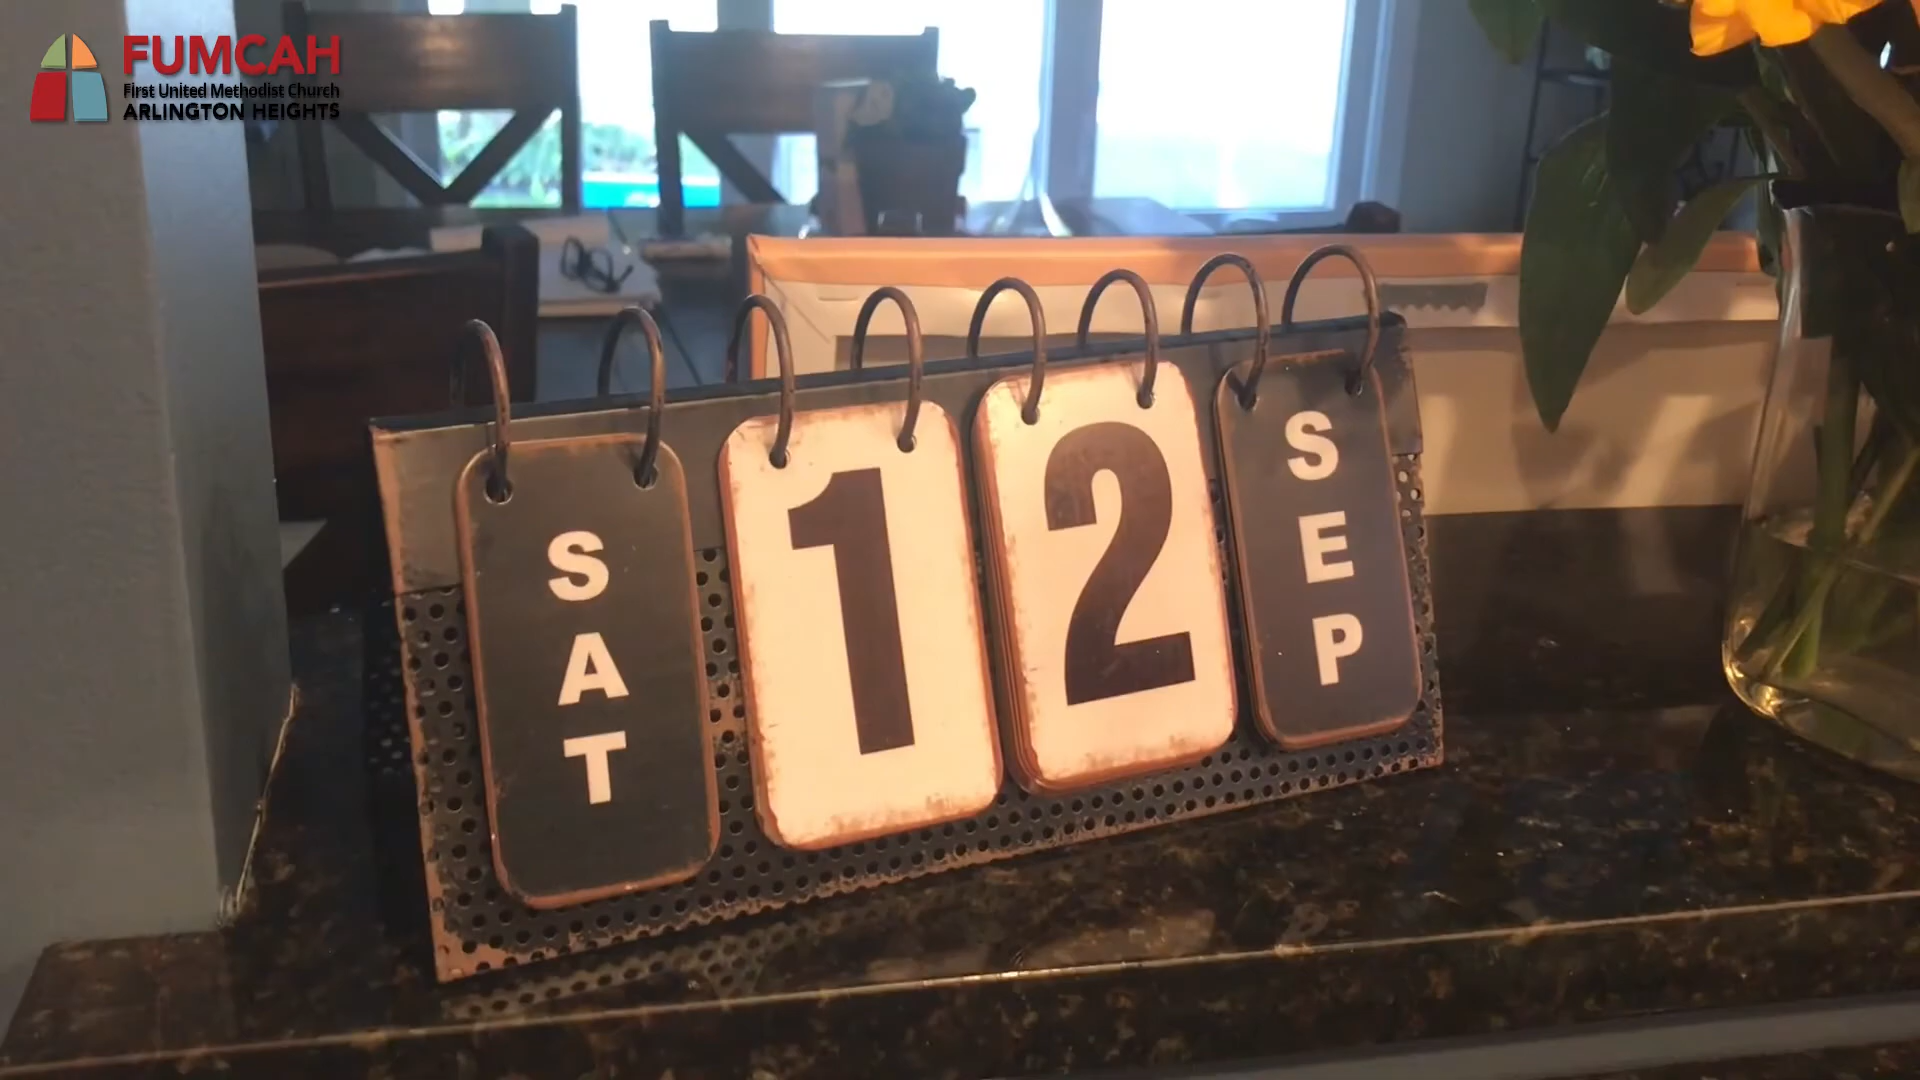 FUMCAH
First United Methodist Church
ARLINGTON HEIGHTS
SAT
12
SEP